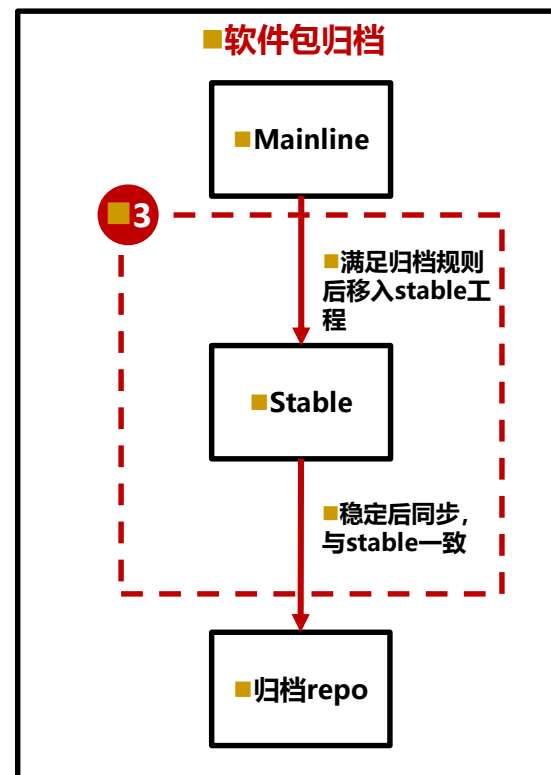 ■软件包归档
■Mainline
■3
■满足归档规则
后移入stable工
程
■Stable
■稳定后同步，
与stable一致
■归档repo